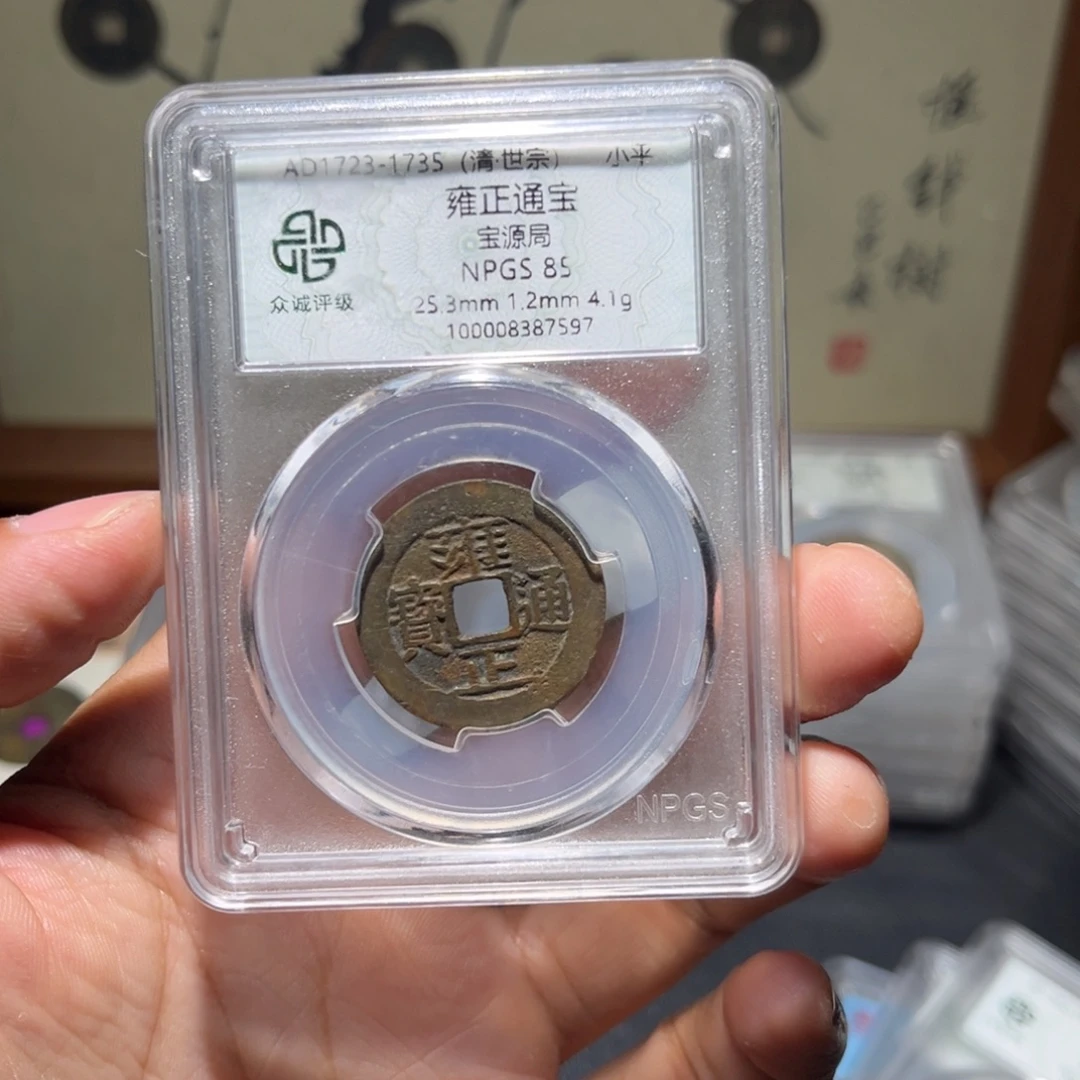 AD1723-1735 (清·世宗) 小平
雍正通宝
宝源局
NPGS 85
25.3mm 1.2mm 4.1g
100008387597
众诚评级
雍正通寳
NPGS